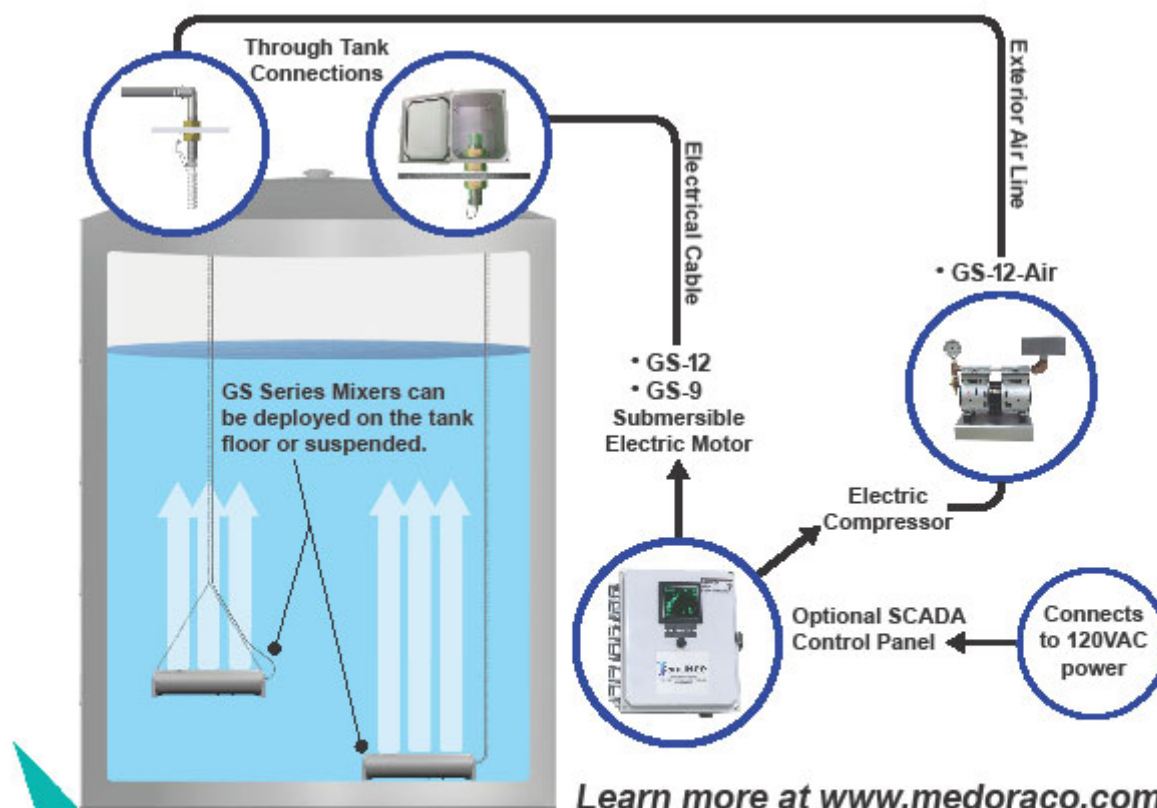 Through Tank
Connections
Exterior Air Line
Electrical Cable
• GS-12-Air
• GS-12
• GS-9
Submersible
Electric Motor
GS Series Mixers can
be deployed on the tank
floor or suspended.
Electric
Compressor
Optional SCADA
Control Panel
Connects
to 120VAC
power
Learn more at www.medoraco.com